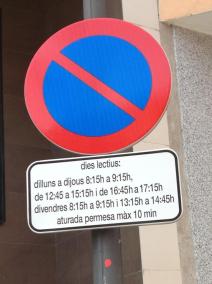 dies lectius:
dilluns a dijous 8:15h a 9:15h,
de 12:45 a 15:15h i de 16:45h a 17:15h
divendres 8:15h a 9:15h i 13:15h a 14:45h
aturada permesa màx 10 min